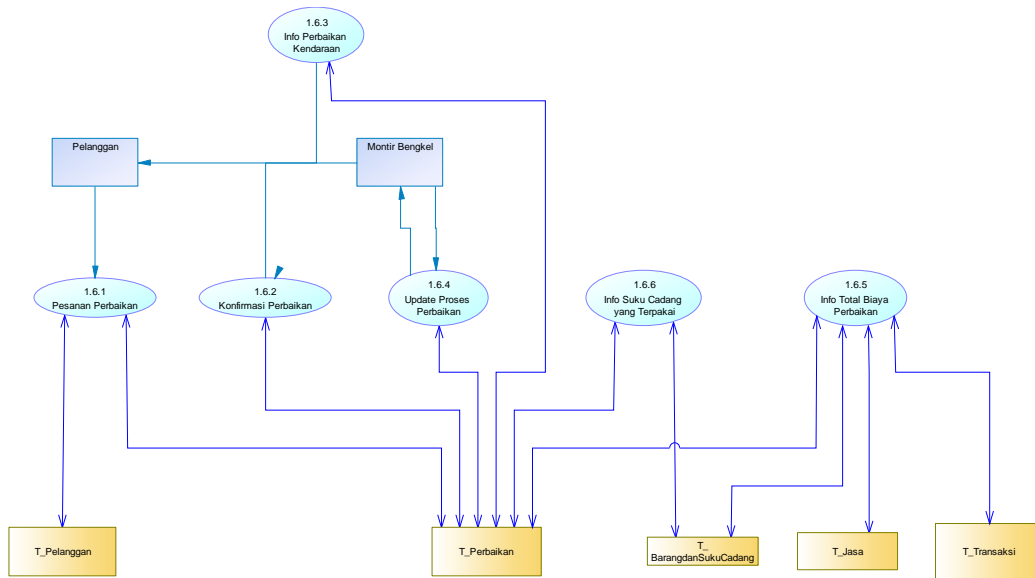 1.6.3
Info Perbaikan
Kendaraan
Pelanggan
Montir Bengkel
1.6.1
Pesanan Perbaikan
1.6.2
Konfirmasi Perbaikan
1.6.4
Update Proses
Perbaikan
1.6.6
Info Suku Cadang
yang Terpakai
1.6.5
Info Total Biaya
Perbaikan
T_Pelanggan
T_Perbaikan
T_
BarangdanSukuCadang
T_Jasa
T_Transaksi